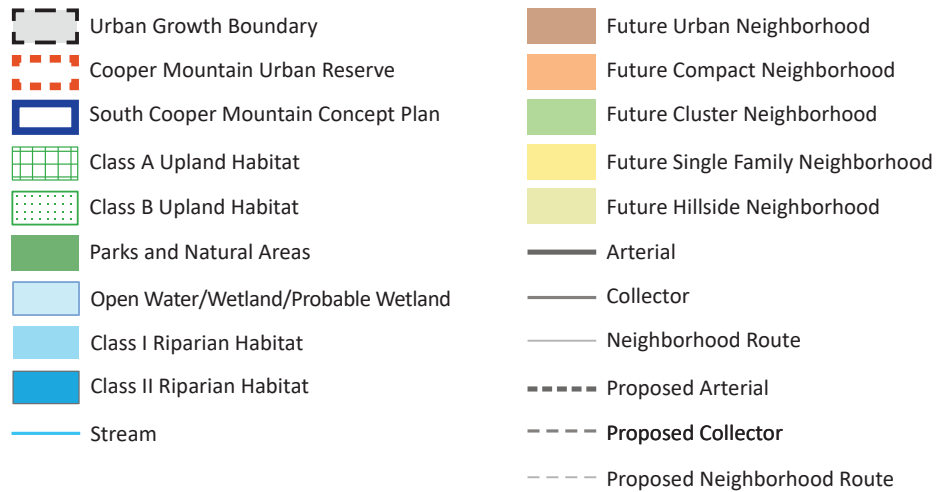 Urban Growth Boundary
Cooper Mountain Urban Reserve
South Cooper Mountain Concept Plan
Class A Upland Habitat
Class B Upland Habitat
Parks and Natural Areas
Open Water/Wetland/Probable Wetland
Class I Riparian Habitat
Class II Riparian Habitat
Stream
Future Urban Neighborhood
Future Compact Neighborhood
Future Cluster Neighborhood
Future Single Family Neighborhood
Future Hillside Neighborhood
Arterial
Collector
Neighborhood Route
Proposed Arterial
Proposed Collector
Proposed Neighborhood Route